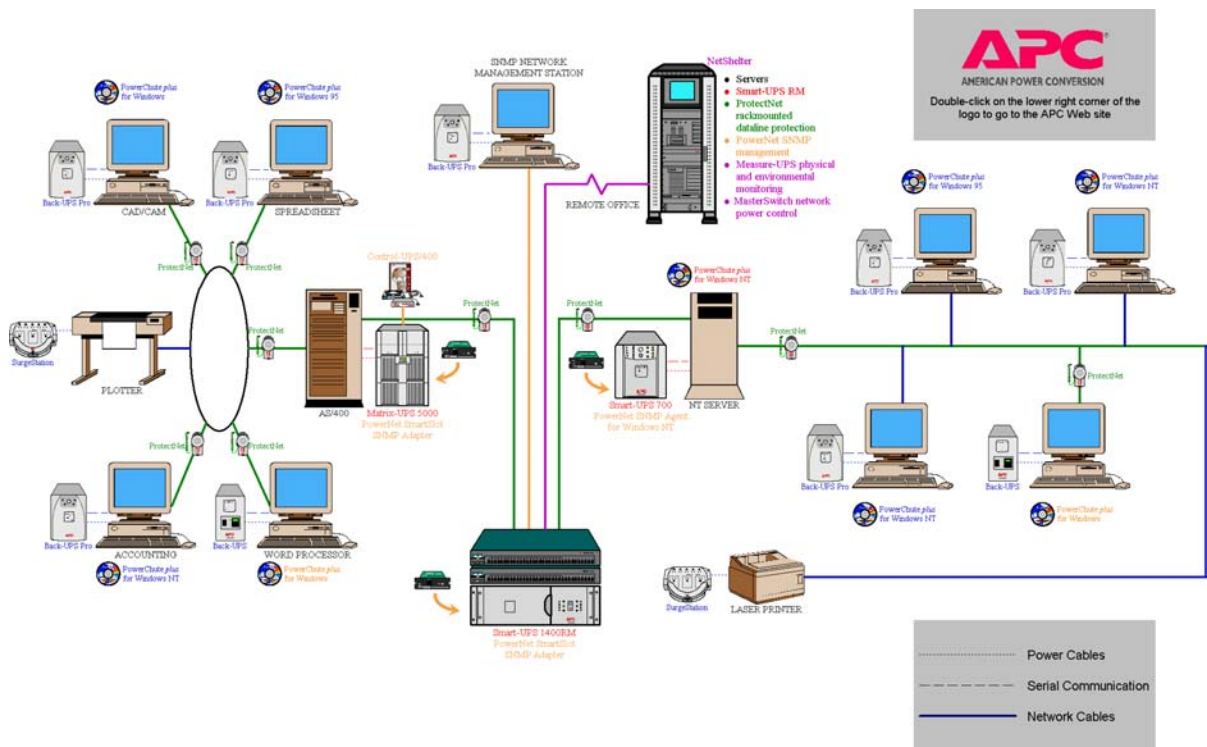 APC®
AMERICAN POWER CONVERSION
Double-click on the lower right corner of the
logo to go to the APC Web site
SNMP NETWORK
MANAGEMENT STATION
Back-UPS Pro
NetShelter
Servers
Smart-UPS RM
ProtectNet
rackmounted
dataline protection
PowerNet SNMP
management
Measure-UPS physical
and environmental
monitoring
MasterSwitch network
power control
REMOTE OFFICE
PowerChute plus
for Windows
Back-UPS Pro
CAD/CAM
PowerChute plus
for Windows 95
Back-UPS Pro
SPREADSHEET
ProtectNet
ProtectNet
SurgeStation
PLOTTER
ProtectNet
Control-UPS/400
AS/400
Matrix-UPS 5000
PowerNet SmartSlot
SNMP Adapter
ProtectNet
ProtectNet
ProtectNet
Back-UPS Pro
ACCOUNTING
PowerChute plus
for Windows NT
Back-UPS
WORD PROCESSOR
PowerChute plus
for Windows
ProtectNet
PowerChute plus
for Windows NT
APC
Smart-UPS 700
PowerNet SNMP Agent
for Windows NT
NT SERVER
ProtectNet
PowerChute plus
for Windows 95
Back-UPS Pro
PowerChute plus
for Windows NT
Back-UPS Pro
ProtectNet
Back-UPS Pro
PowerChute plus
for Windows NT
Back-UPS
PowerChute plus
for Windows
SurgeStation
LASER PRINTER
APC
Smart-UPS 1400RM
PowerNet SmartSlot
SNMP Adapter
Power Cables
Serial Communication
Network Cables